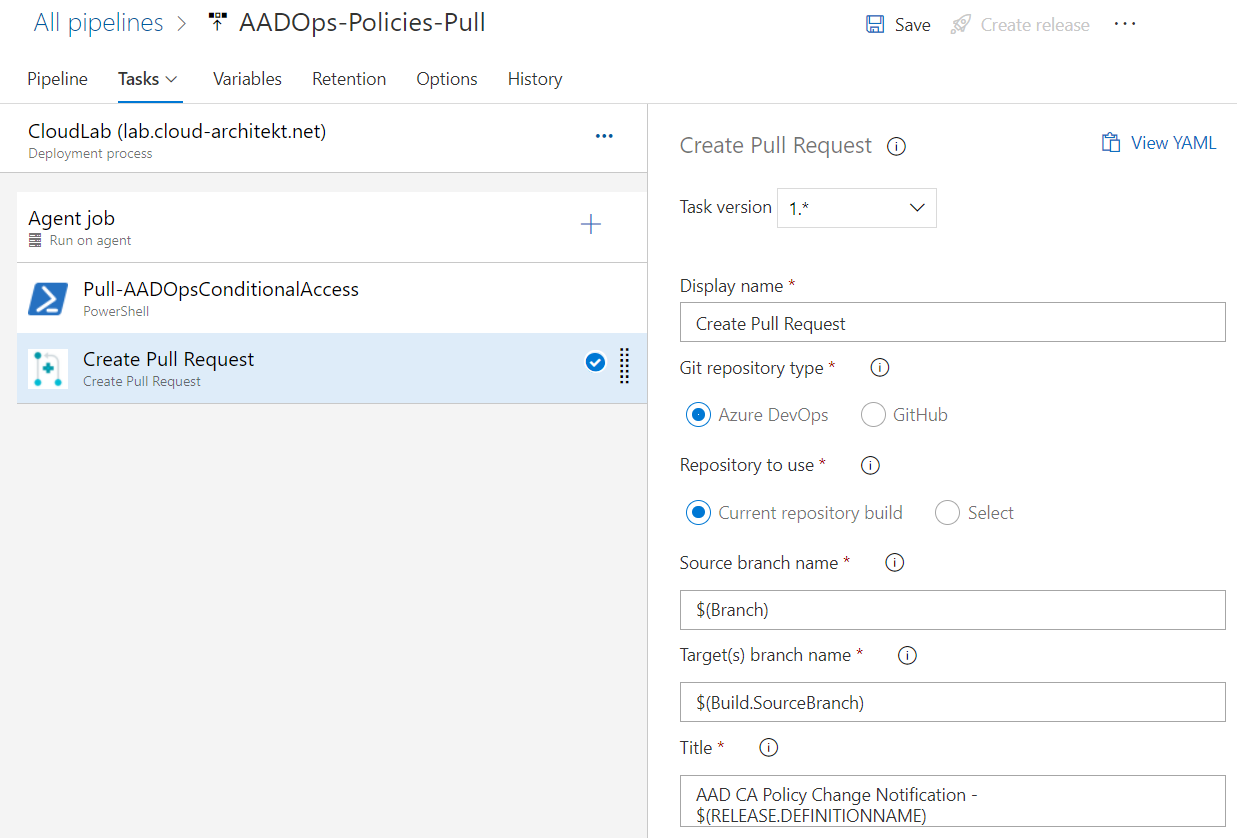 All pipelines > AADOps-Policies-Pull
Save
Create release
...
Pipeline
Tasks
Variables
Retention
Options
History
CloudLab (lab.cloud-architekt.net)
Deployment process
...
Agent job
Run on agent
Pull-AADOpsConditionalAccess
PowerShell
Create Pull Request
Create Pull Request
Create Pull Request
View YAML
Task version
1.*
Display name *
Create Pull Request
Git repository type *
Azure DevOps
GitHub
Repository to use *
Current repository build
Select
Source branch name *
$(Branch)
Target(s) branch name *
$(Build.SourceBranch)
Title *
AAD CA Policy Change Notification -
$(RELEASE.DEFINITIONNAME)